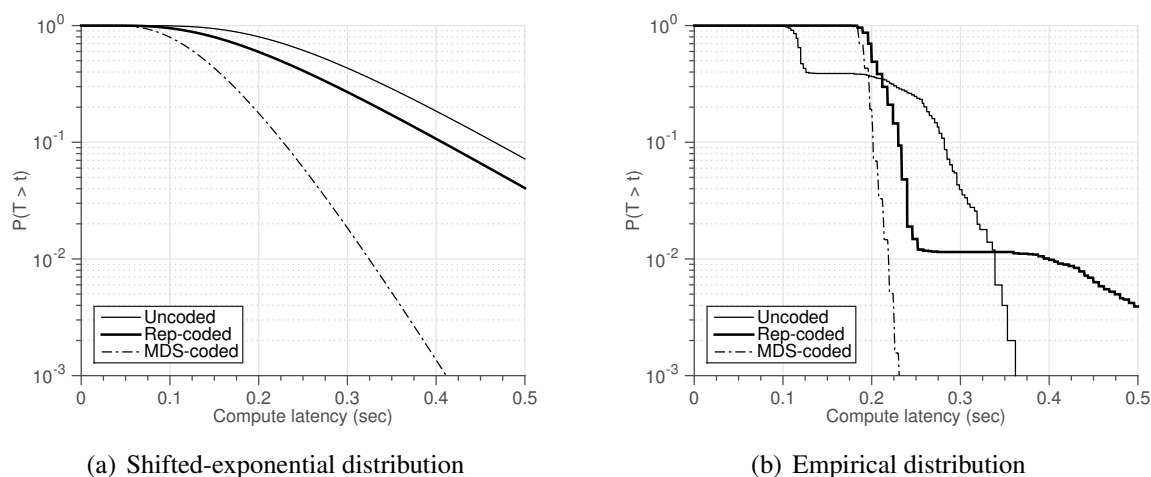 10^0
10^-1
10^-2
10^-3
P(T > t)
Uncoded
Rep-coded
MDS-coded
0 0.1 0.2 0.3 0.4 0.5
Compute latency (sec)
(a) Shifted-exponential distribution
10^0
10^-1
10^-2
10^-3
P(T > t)
Uncoded
Rep-coded
MDS-coded
0 0.1 0.2 0.3 0.4 0.5
Compute latency (sec)
(b) Empirical distribution